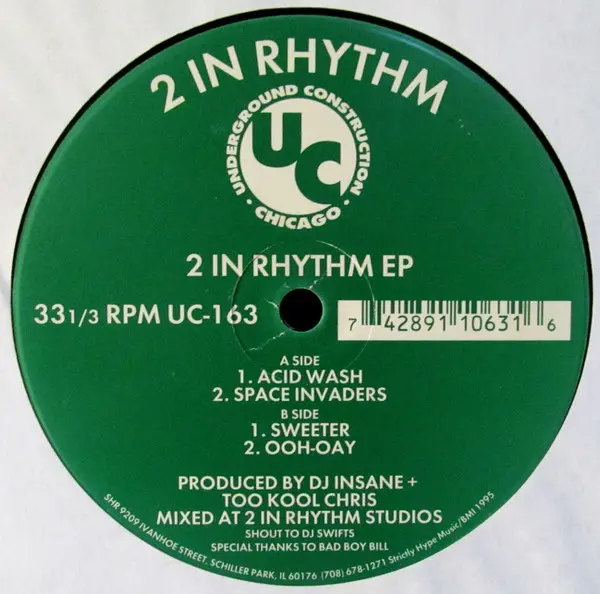 2 IN RHYTHM
UNDERGROUND CONSTRUCTION
UC
• CHICAGO •
2 IN RHYTHM EP
33 1/3 RPM UC-163
7 42891 10631 6
A SIDE
1. ACID WASH
2. SPACE INVADERS
B SIDE
1. SWEETER
2. OOH-OAY
PRODUCED BY DJ INSANE +
TOO KOOL CHRIS
MIXED AT 2 IN RHYTHM STUDIOS
SHOUT TO DJ SWIFTS
SPECIAL THANKS TO BAD BOY BILL
SHR 9209 IVANHOE STREET, SCHILLER PARK, IL 60176 (708) 678-1271 Strictly Hype Music/BMI 1995